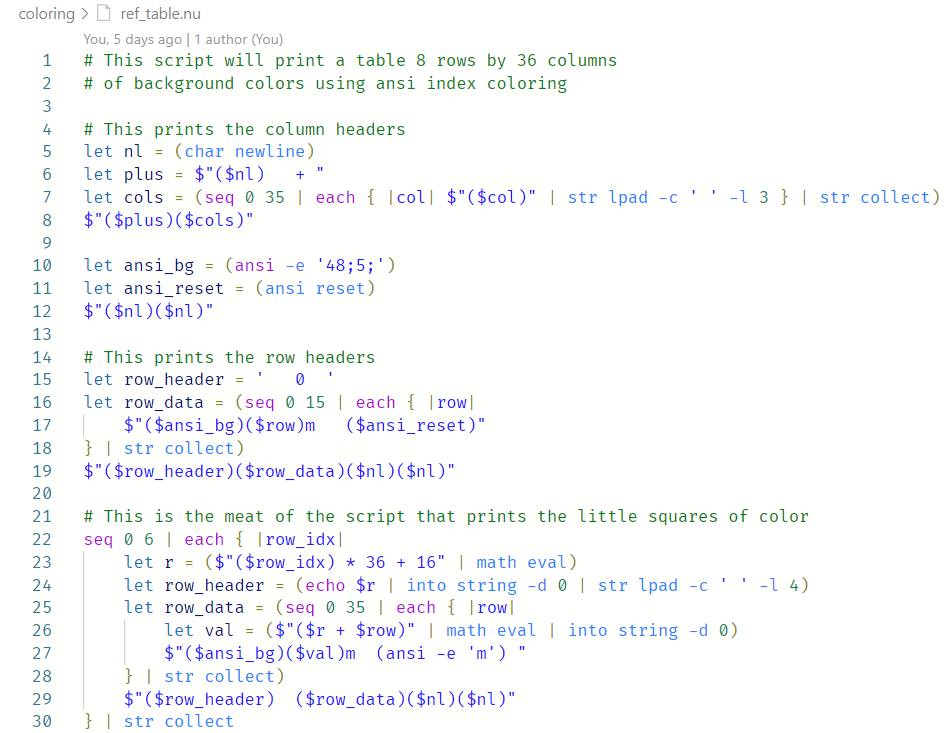 coloring > ref_table.nu
You, 5 days ago | 1 author (You)
1 # This script will print a table 8 rows by 36 columns
2 # of background colors using ansi index coloring
3
4 # This prints the column headers
5 let nl = (char newline)
6 let plus = $"($nl)   + "
7 let cols = (seq 0 35 | each { |col| $"($col)" | str lpad -c ' ' -l 3 } | str collect)
8 $"($plus)($cols)"
9
10 let ansi_bg = (ansi -e '48;5;')
11 let ansi_reset = (ansi reset)
12 $"($nl)($nl)"
13
14 # This prints the row headers
15 let row_header = '   0  '
16 let row_data = (seq 0 15 | each { |row|
17     $"($ansi_bg)($row)m   ($ansi_reset)"
18 } | str collect)
19 $"($row_header)($row_data)($nl)($nl)"
20
21 # This is the meat of the script that prints the little squares of color
22 seq 0 6 | each { |row_idx|
23     let r = ($"($row_idx) * 36 + 16" | math eval)
24     let row_header = (echo $r | into string -d 0 | str lpad -c ' ' -l 4)
25     let row_data = (seq 0 35 | each { |row|
26         let val = ($"($r + $row)" | math eval | into string -d 0)
27         $"($ansi_bg)($val)m  (ansi -e 'm') "
28     } | str collect)
29     $"($row_header)  ($row_data)($nl)($nl)"
30 } | str collect